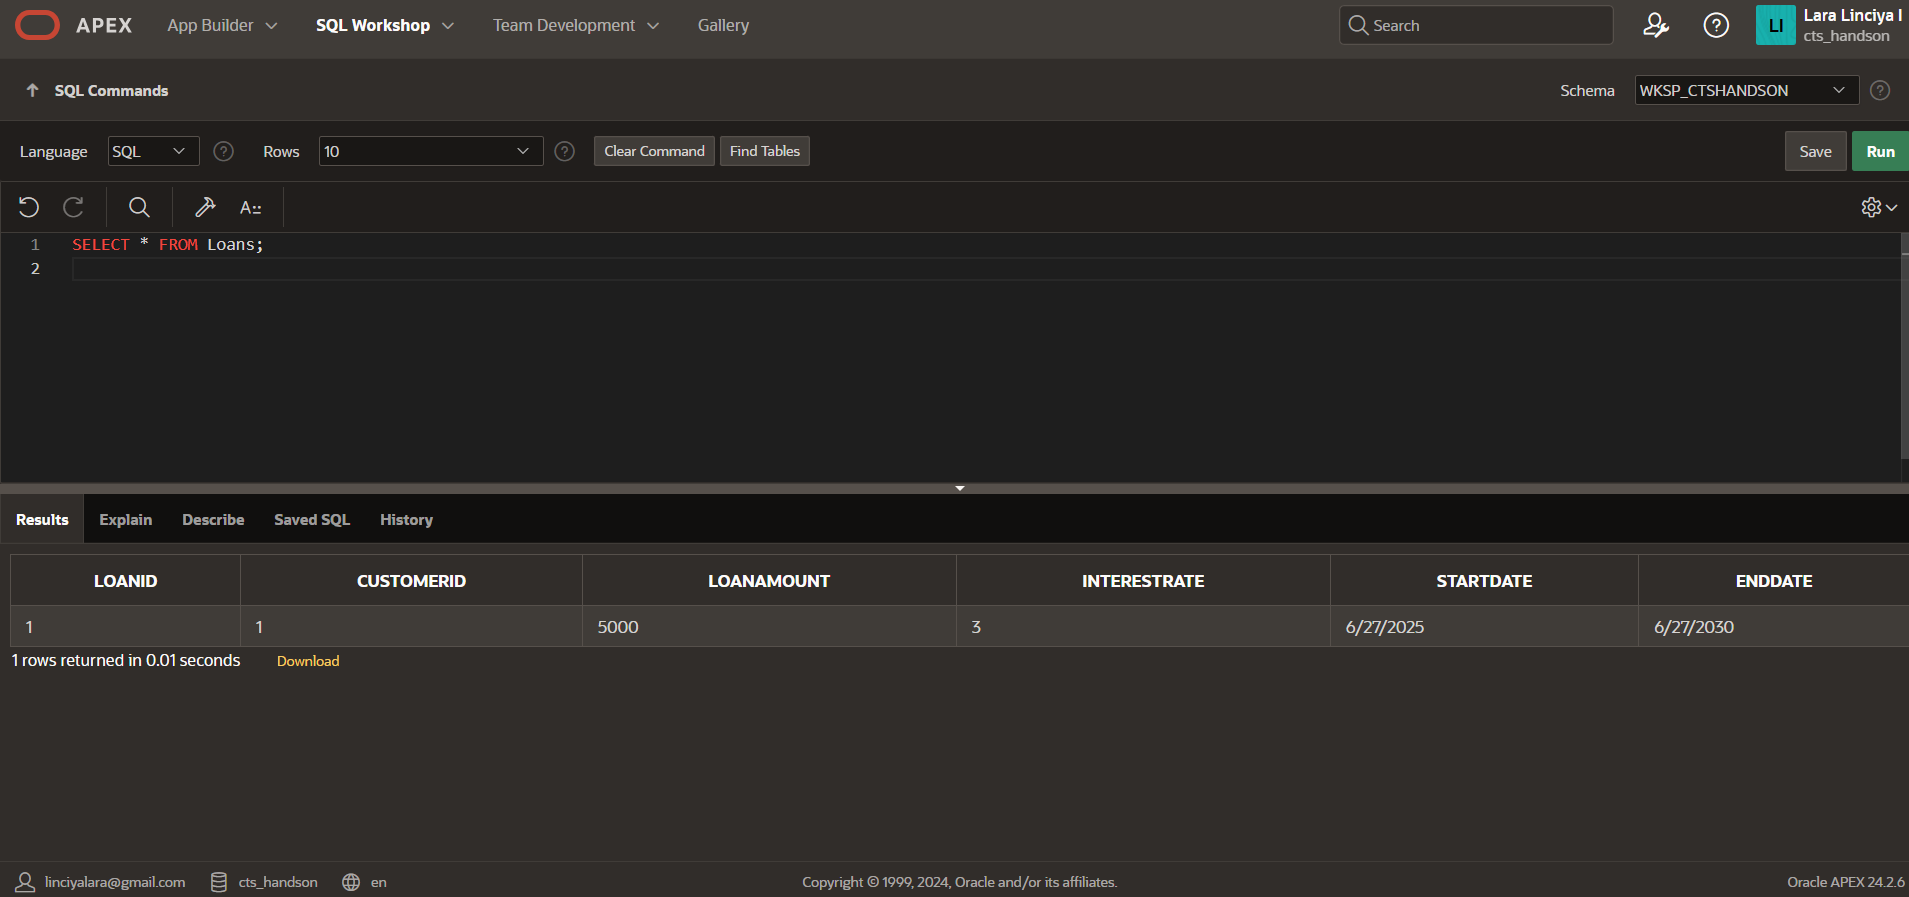 APEX App Builder SQL Workshop Team Development Gallery Search LI Lara Linciya I
cts_handson
SQL Commands Schema WKSP_CTSHANDSON
Language SQL Rows 10 Clear Command Find Tables Save Run
A
1 SELECT * FROM Loans;
2
Results Explain Describe Saved SQL History
LOANID CUSTOMERID LOANAMOUNT INTERESTRATE STARTDATE ENDDATE
1 1 5000 3 6/27/2025 6/27/2030
1 rows returned in 0.01 seconds Download
linciyalara@gmail.com cts_handson en Copyright © 1999, 2024, Oracle and/or its affiliates. Oracle APEX 24.2.6